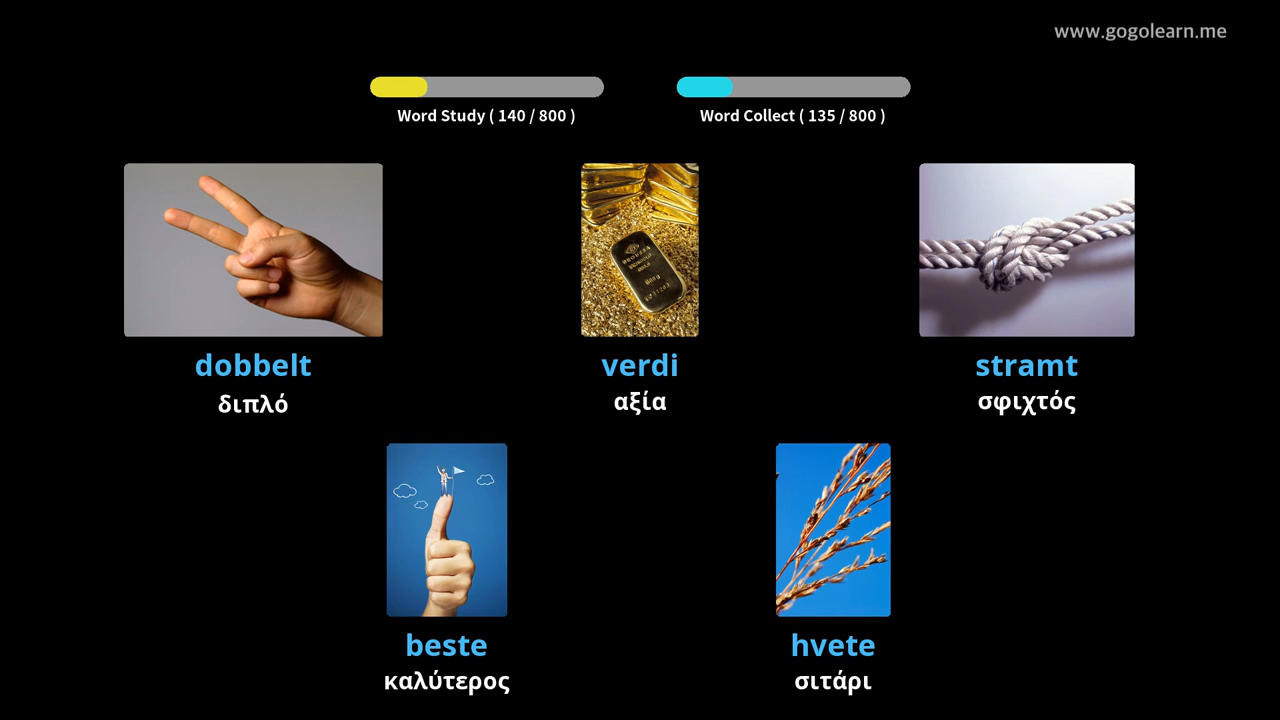 www.gogolearn.me
Word Study ( 140 / 800 )
Word Collect ( 135 / 800 )
dobbelt
διπλό
verdi
αξία
stramt
σφιχτός
beste
καλύτερος
hvete
σιτάρι